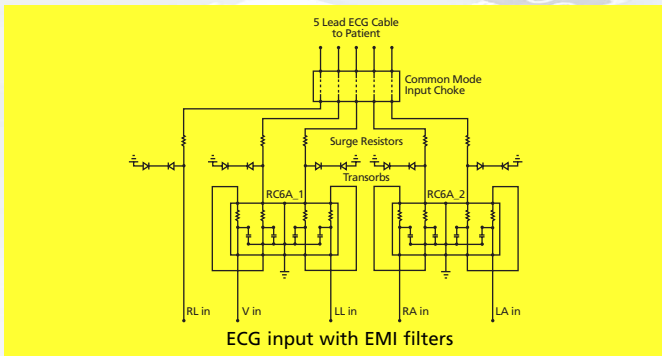 5 Lead ECG Cable
to Patient
Common Mode
Input Choke
Surge Resistors
Transorbs
RC6A_1
RC6A_2
RL in
V in
LL in
RA in
LA in
ECG input with EMI filters